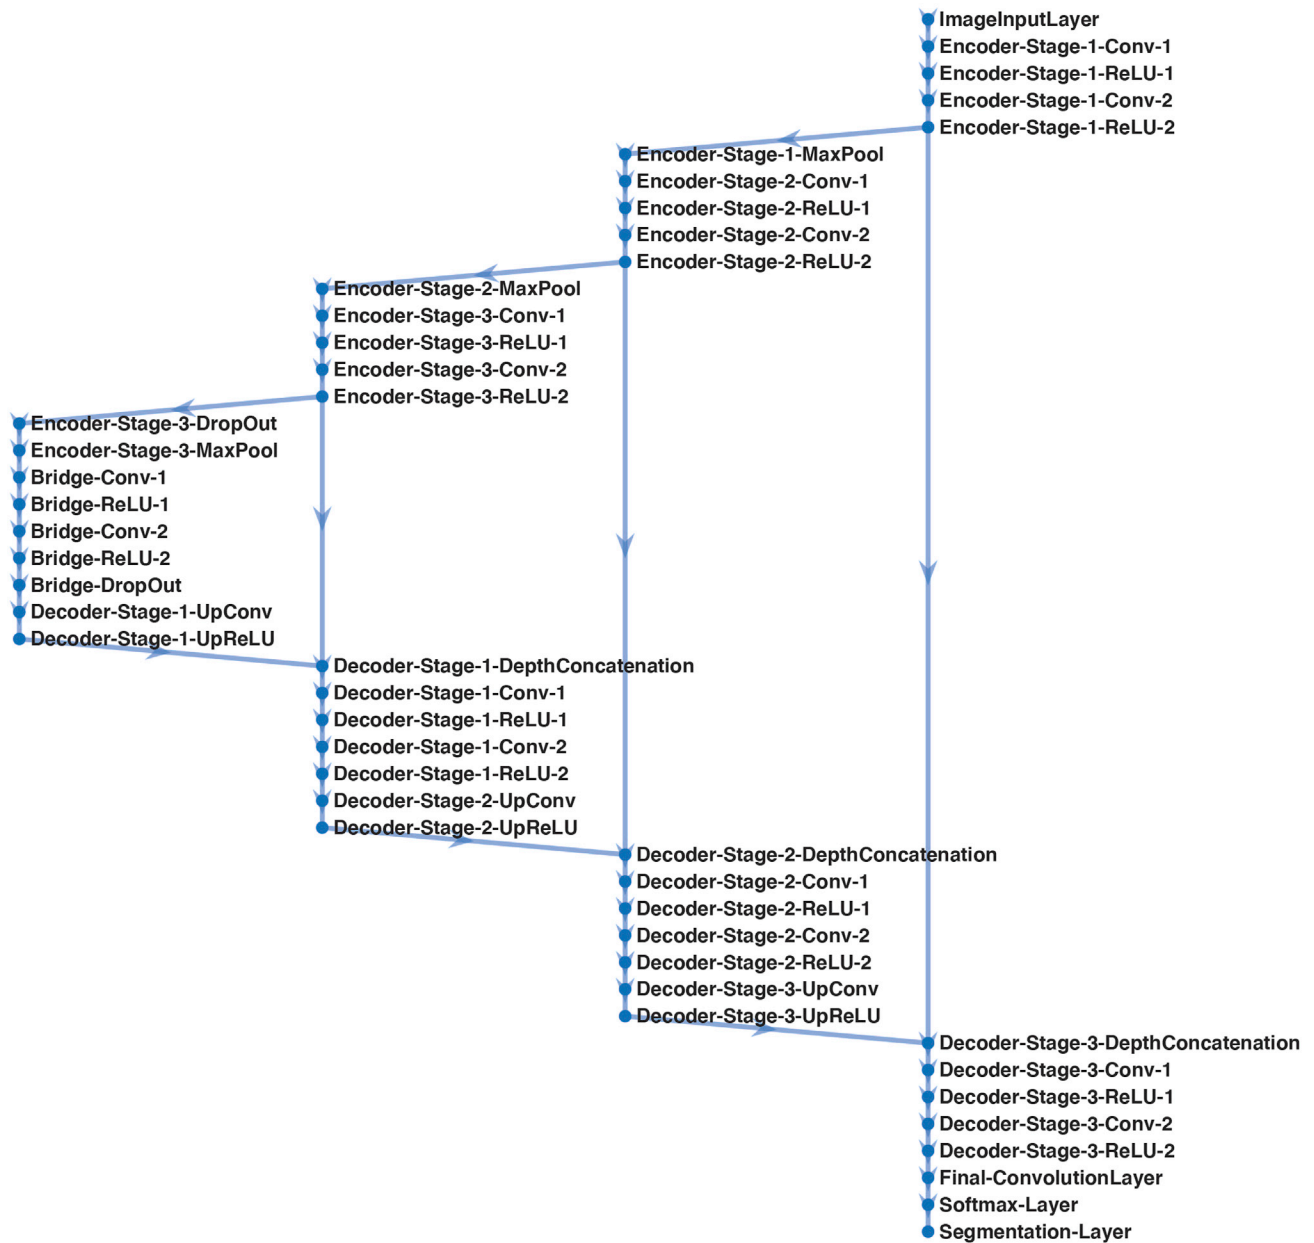 ImageInputLayer
Encoder-Stage-1-Conv-1
Encoder-Stage-1-ReLU-1
Encoder-Stage-1-Conv-2
Encoder-Stage-1-ReLU-2
Encoder-Stage-1-MaxPool
Encoder-Stage-2-Conv-1
Encoder-Stage-2-ReLU-1
Encoder-Stage-2-Conv-2
Encoder-Stage-2-ReLU-2
Encoder-Stage-2-MaxPool
Encoder-Stage-3-Conv-1
Encoder-Stage-3-ReLU-1
Encoder-Stage-3-Conv-2
Encoder-Stage-3-ReLU-2
Encoder-Stage-3-DropOut
Encoder-Stage-3-MaxPool
Bridge-Conv-1
Bridge-ReLU-1
Bridge-Conv-2
Bridge-ReLU-2
Bridge-DropOut
Decoder-Stage-1-UpConv
Decoder-Stage-1-UpReLU
Decoder-Stage-1-DepthConcatenation
Decoder-Stage-1-Conv-1
Decoder-Stage-1-ReLU-1
Decoder-Stage-1-Conv-2
Decoder-Stage-1-ReLU-2
Decoder-Stage-2-UpConv
Decoder-Stage-2-UpReLU
Decoder-Stage-2-DepthConcatenation
Decoder-Stage-2-Conv-1
Decoder-Stage-2-ReLU-1
Decoder-Stage-2-Conv-2
Decoder-Stage-2-ReLU-2
Decoder-Stage-3-UpConv
Decoder-Stage-3-UpReLU
Decoder-Stage-3-DepthConcatenation
Decoder-Stage-3-Conv-1
Decoder-Stage-3-ReLU-1
Decoder-Stage-3-Conv-2
Decoder-Stage-3-ReLU-2
Final-ConvolutionLayer
Softmax-Layer
Segmentation-Layer